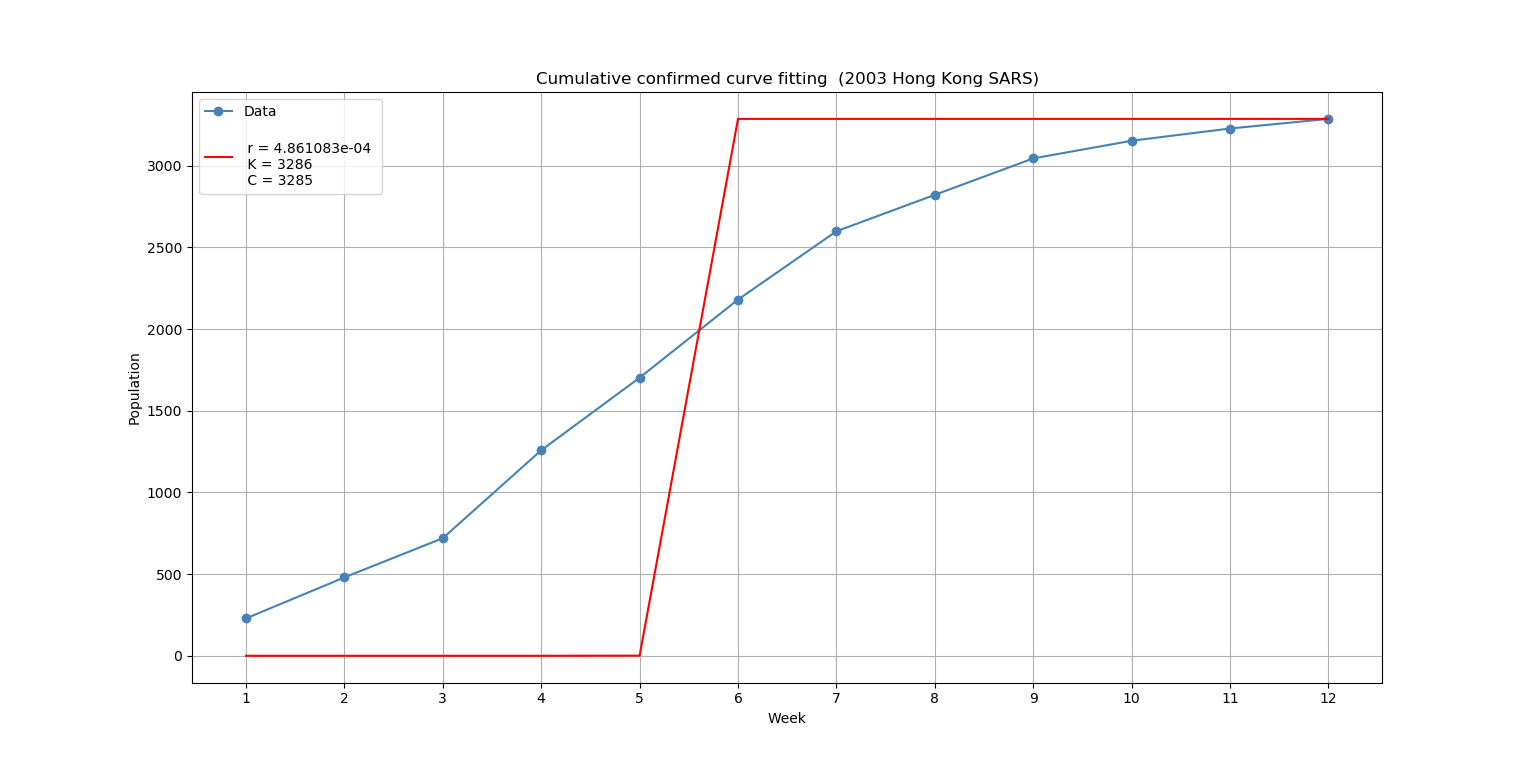 Cumulative confirmed curve fitting  (2003 Hong Kong SARS)
Data
r = 4.861083e-04
K = 3286
C = 3285
3000
2500
2000
1500
1000
500
0
Population
1 2 3 4 5 6 7 8 9 10 11 12
Week